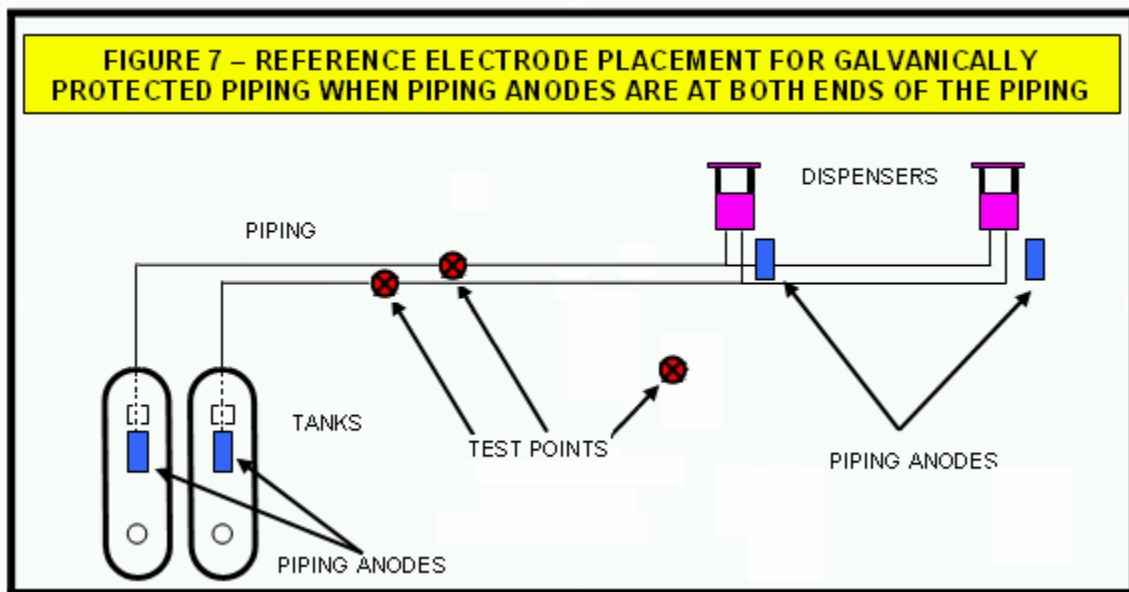 FIGURE 7 – REFERENCE ELECTRODE PLACEMENT FOR GALVANICALLY
PROTECTED PIPING WHEN PIPING ANODES ARE AT BOTH ENDS OF THE PIPING
DISPENSERS
PIPING
TANKS
TEST POINTS
PIPING ANODES
PIPING ANODES